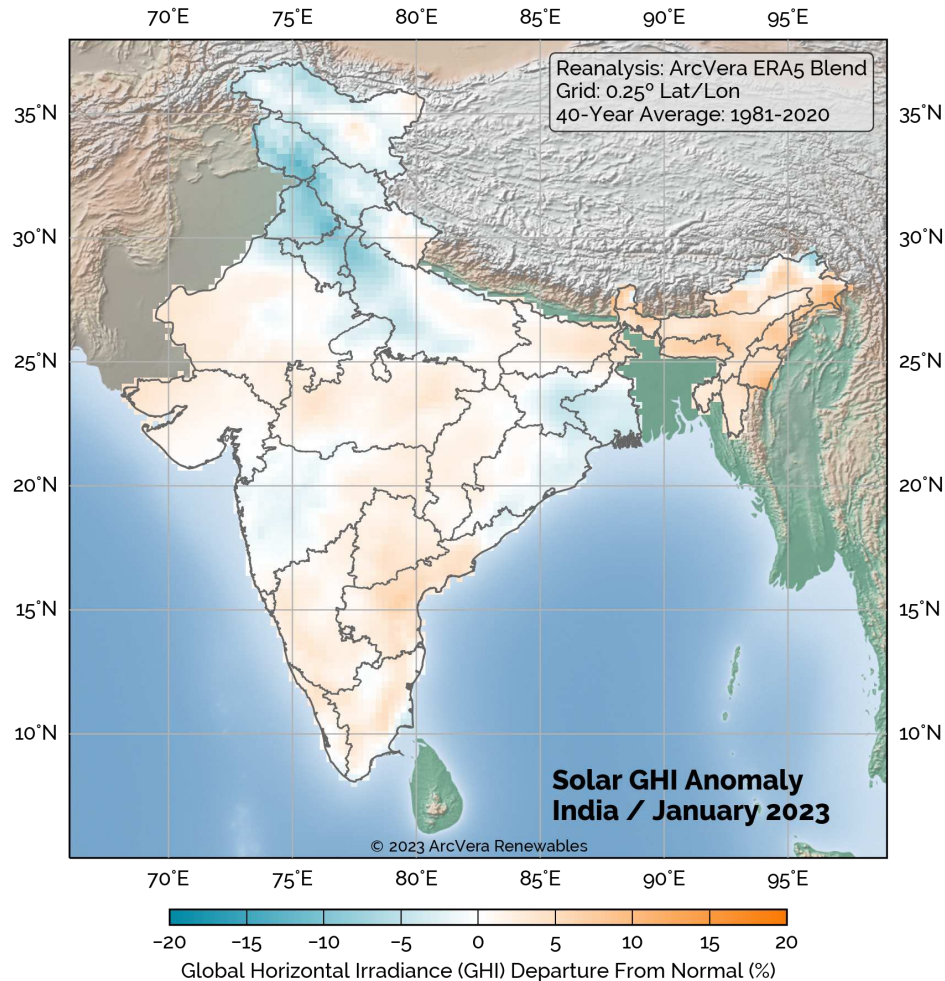 70°E 75°E 80°E 85°E 90°E 95°E
Reanalysis: ArcVera ERA5 Blend
Grid: 0.25º Lat/Lon
40-Year Average: 1981-2020
35°N 35°N
30°N 30°N
25°N 25°N
20°N 20°N
15°N 15°N
10°N 10°N
Solar GHI Anomaly
India / January 2023
© 2023 ArcVera Renewables
70°E 75°E 80°E 85°E 90°E 95°E
−20 −15 −10 −5 0 5 10 15 20
Global Horizontal Irradiance (GHI) Departure From Normal (%)